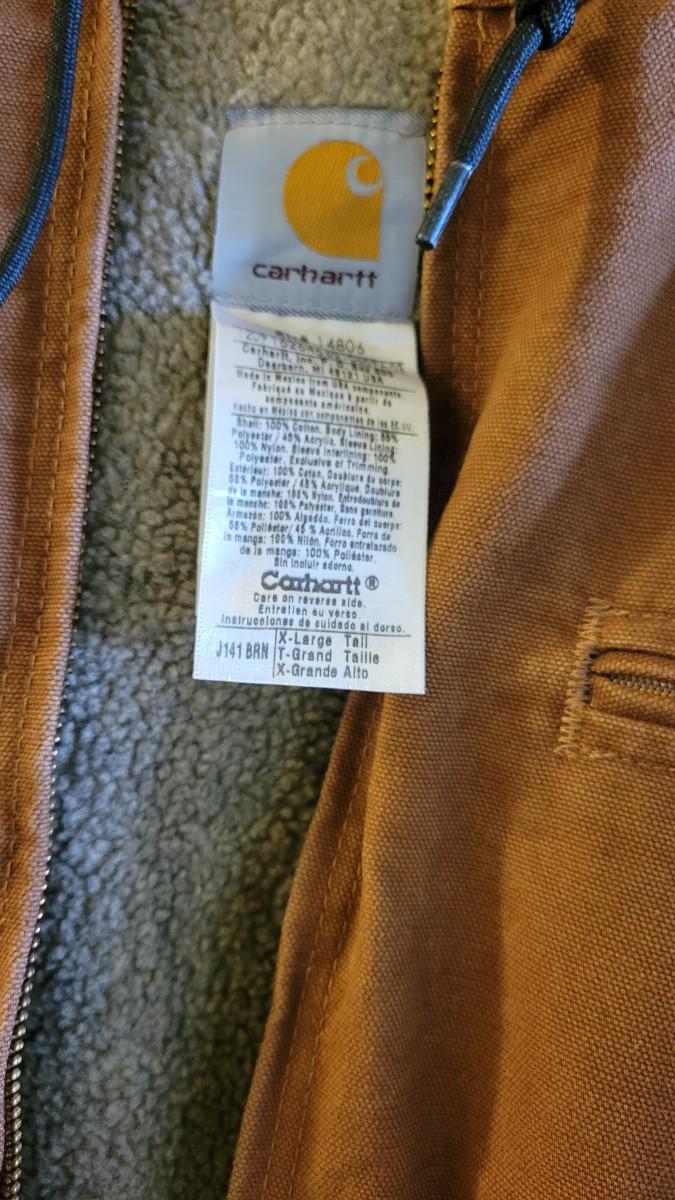 carhartt
14806
Carhartt, Inc.
Dearborn, MI 48121 USA
Made in Mexico from USA components.
Fabriqué au Mexique à partir de
composants américains.
Hecho en México con componentes de los EE.UU.
Shell: 100% Cotton. Body Lining: 55%
Polyester / 45% Acrylic. Sleeve Lining:
100% Nylon. Sleeve Interlining: 100%
Polyester. Exclusive of Trimming.
Extérieur: 100% Coton. Doublure du corps:
55% Polyester / 45% Acrylique. Doublure
de la manche: 100% Nylon. Entredoublure de
la manche: 100% Polyester. Sans garniture.
Armazón: 100% Algodón. Forro del cuerpo:
55% Poliéster / 45 % Acrílico. Forro de
la manga: 100% Nilón. Forro entrelazado
de la manga: 100% Poliéster.
Sin incluir adorno.
Carhartt®
Care on reverse side.
Entretien au verso.
Instrucciones de cuidado al dorso.
J141 BRN
X-Large Tall
T-Grand Taille
X-Grande Alto